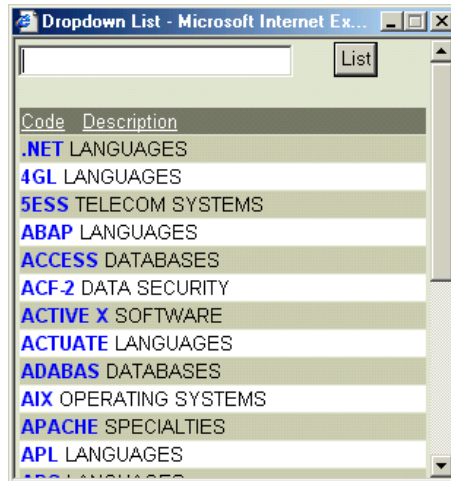 Dropdown List - Microsoft Internet Ex...
List
Code Description
.NET LANGUAGES
4GL LANGUAGES
5ESS TELECOM SYSTEMS
ABAP LANGUAGES
ACCESS DATABASES
ACF-2 DATA SECURITY
ACTIVE X SOFTWARE
ACTUATE LANGUAGES
ADABAS DATABASES
AIX OPERATING SYSTEMS
APACHE SPECIALTIES
APL LANGUAGES